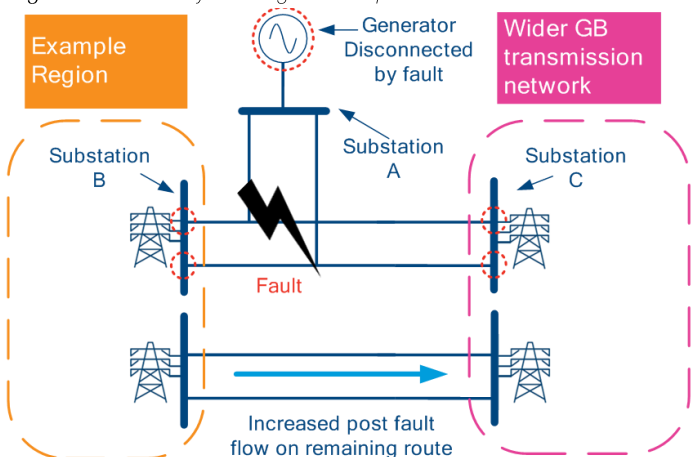 Example
Region
Generator
Disconnected
by fault
Wider GB
transmission
network
Substation
B
Substation
A
Substation
C
Fault
Increased post fault
flow on remaining route